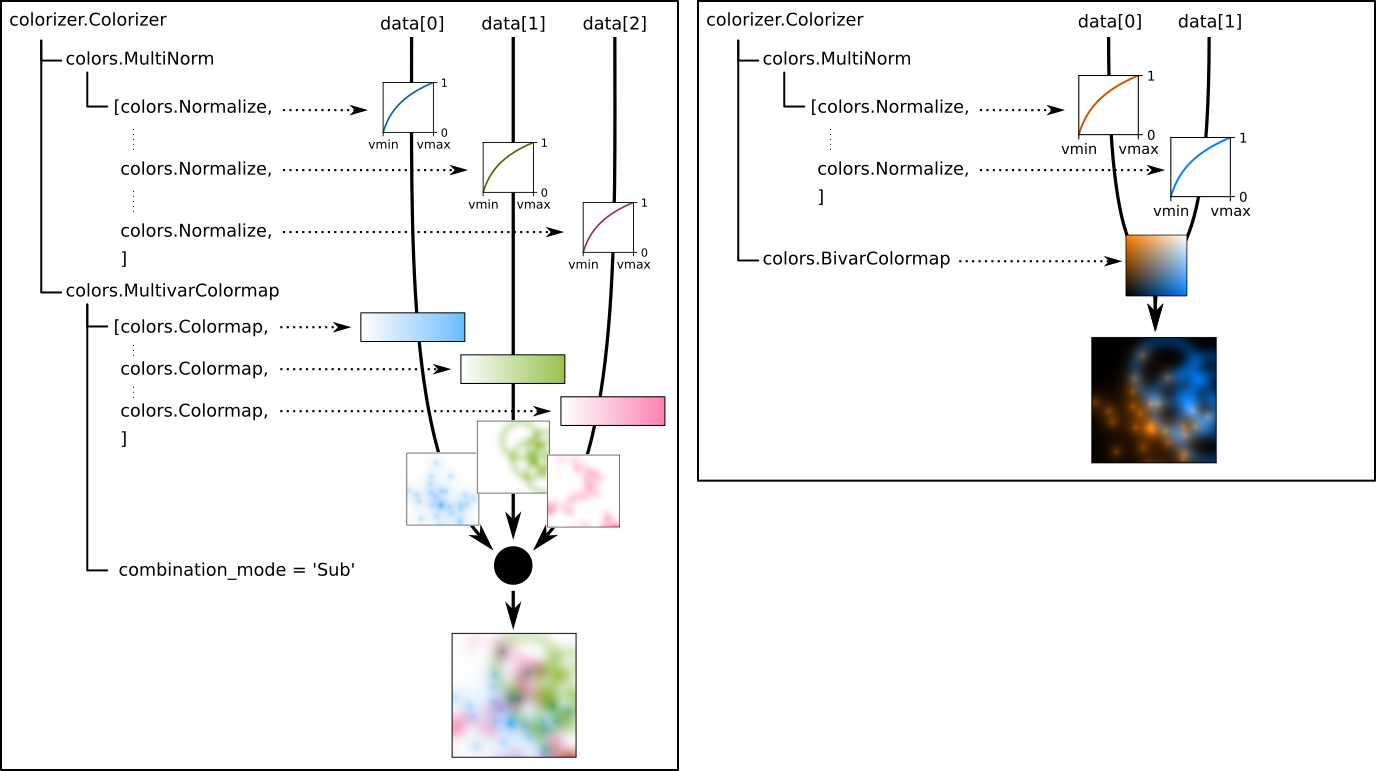 colorizer.Colorizer
data[0] data[1] data[2]
colors.MultiNorm
[colors.Normalize,
1
0
vmin vmax
colors.Normalize,
1
0
vmin vmax
colors.Normalize,
1
0
vmin vmax
]
colors.MultivarColormap
[colors.Colormap,
colors.Colormap,
colors.Colormap,
]
combination_mode = 'Sub'
colorizer.Colorizer
data[0] data[1]
colors.MultiNorm
[colors.Normalize,
1
0
vmin vmax
colors.Normalize,
1
0
vmin vmax
]
colors.BivarColormap